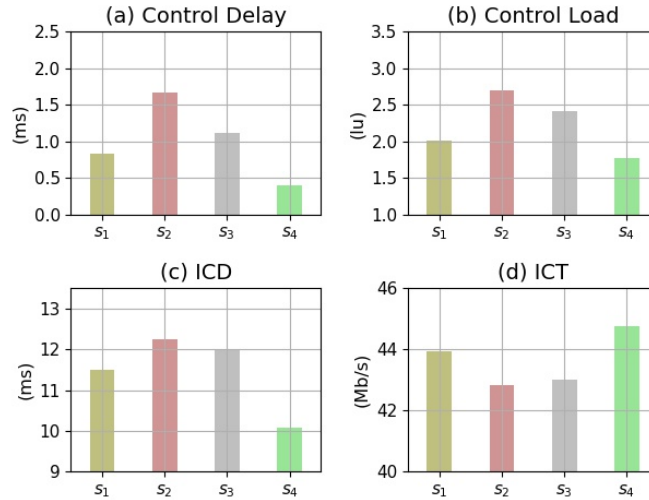 (a) Control Delay
2.5
2.0
1.5
1.0
0.5
0.0
(ms)
s₁ s₂ s₃ s₄
(b) Control Load
3.5
3.0
2.5
2.0
1.5
1.0
(lu)
s₁ s₂ s₃ s₄
(c) ICD
13
12
11
10
9
(ms)
s₁ s₂ s₃ s₄
(d) ICT
46
44
42
40
(Mb/s)
s₁ s₂ s₃ s₄